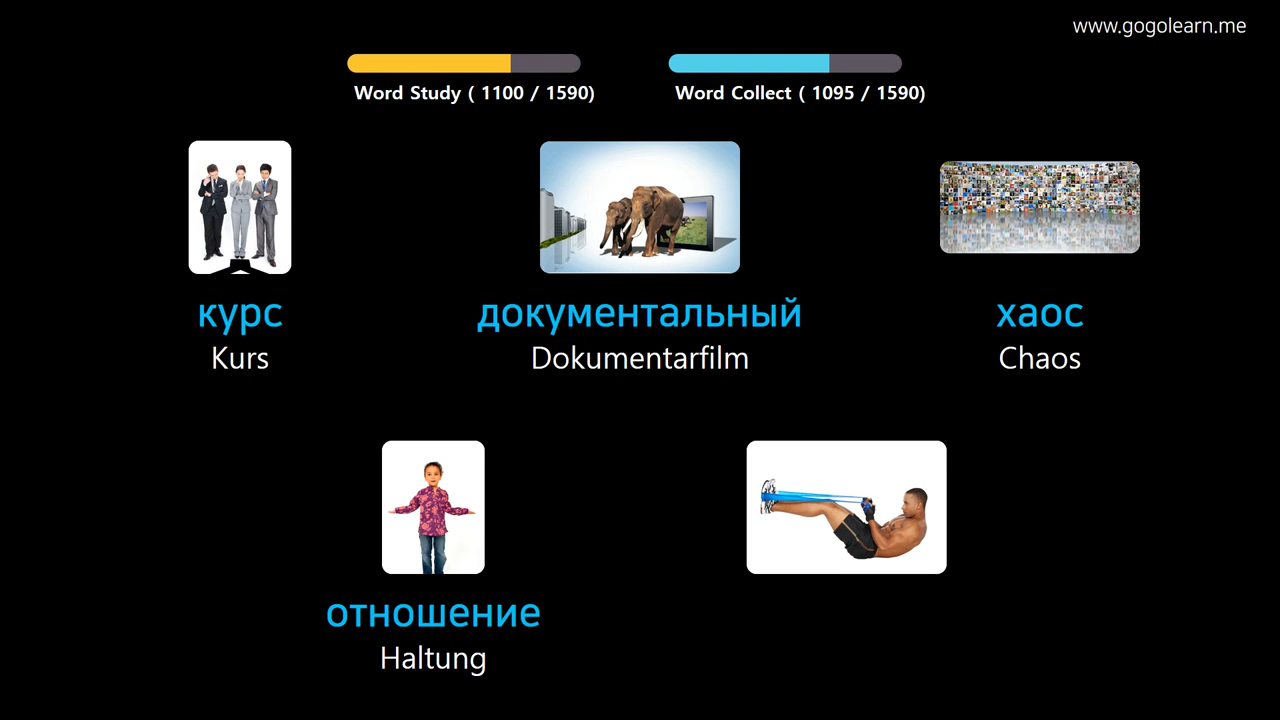 www.gogolearn.me
Word Study ( 1100 / 1590)
Word Collect ( 1095 / 1590)
курс
Kurs
документальный
Dokumentarfilm
хаос
Chaos
отношение
Haltung